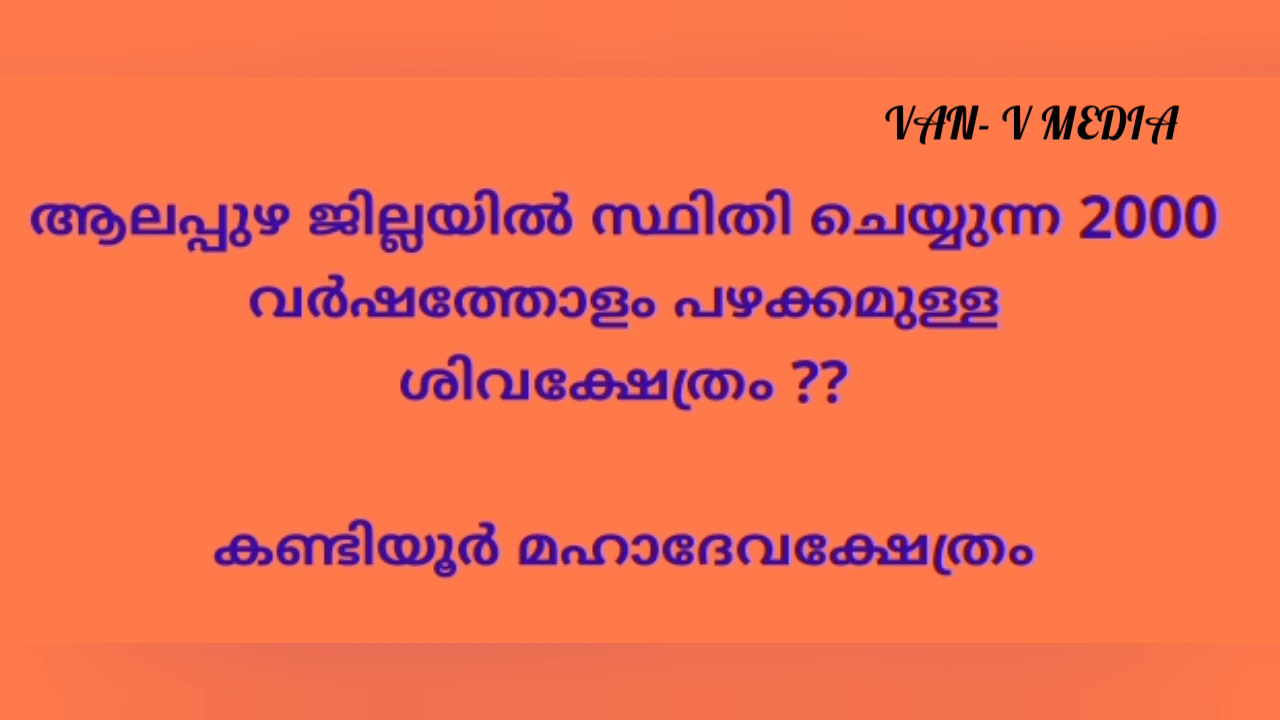 VAN- V MEDIA
ആലപ്പുഴ ജില്ലയിൽ സ്ഥിതി ചെയ്യുന്ന 2000
വർഷത്തോളം പഴക്കമുള്ള
ശിവക്ഷേത്രം ??
കണ്ടിയൂർ മഹാദേവക്ഷേത്രം